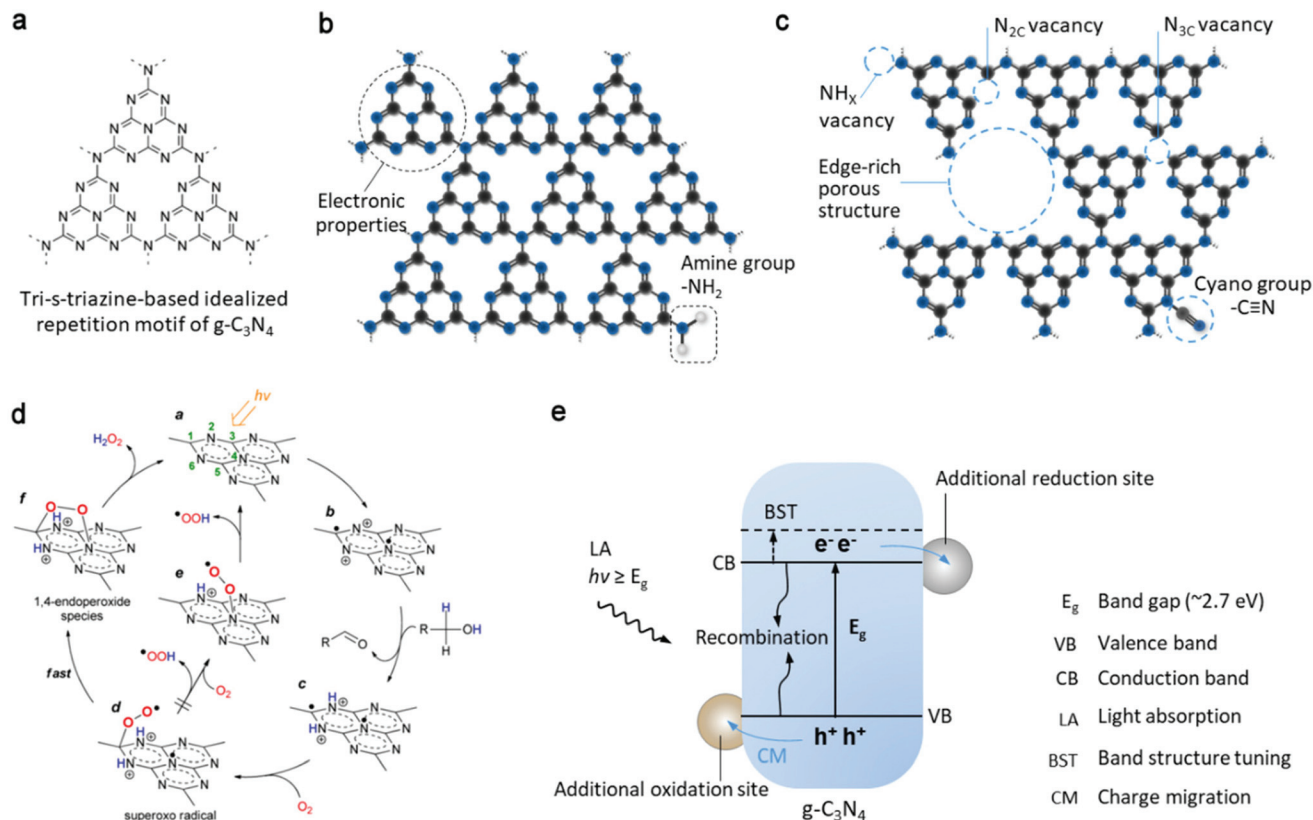 a
N
Tri-s-triazine-based idealized
repetition motif of g-C₃N₄
b
Electronic
properties
Amine group
-NH₂
c
N₂C vacancy
N₃C vacancy
NHX
vacancy
Edge-rich
porous
structure
Cyano group
-C≡N
d
hν
a
1
2
3
4
5
6
H₂O₂
f
H
HN
1,4-endoperoxide
species
•OOH
e
b
R
O
R
H
H
OH
fast
•OOH
O₂
d
c
superoxo radical
O₂
e
BST
Additional reduction site
LA
hν ≥ Eg
CB
e⁻ e⁻
Recombination
Eg
VB
h⁺ h⁺
CM
Additional oxidation site
g-C₃N₄
Eg Band gap (~2.7 eV)
VB Valence band
CB Conduction band
LA Light absorption
BST Band structure tuning
CM Charge migration